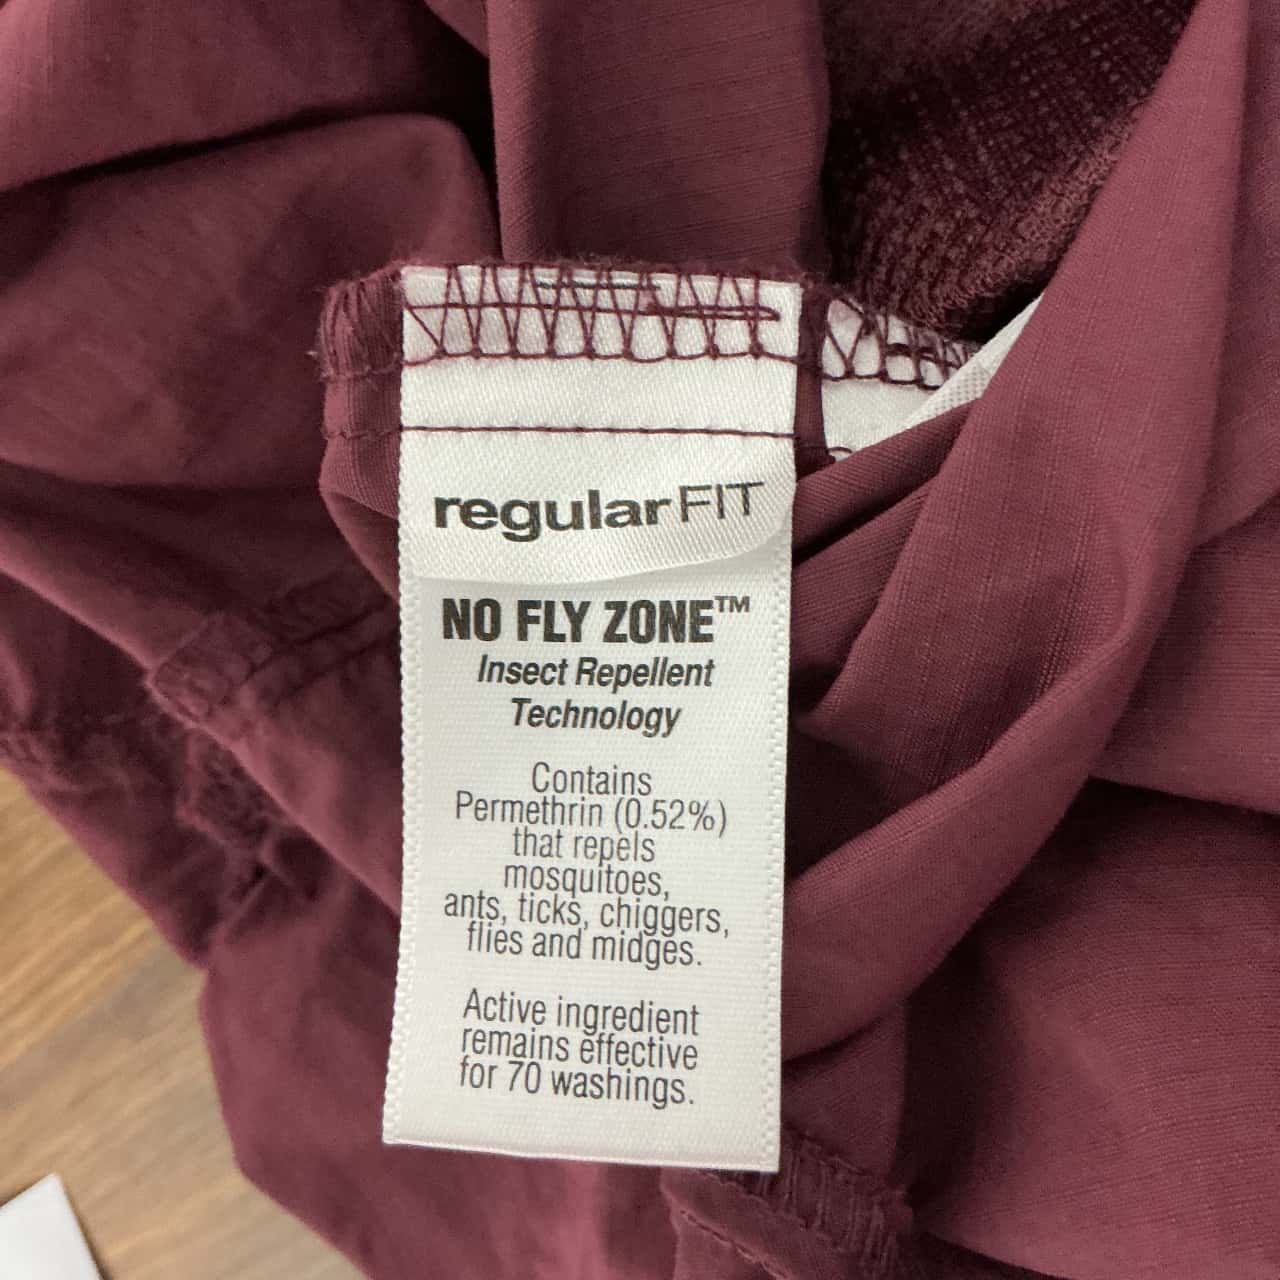 regularFIT
NO FLY ZONE™
Insect Repellent
Technology
Contains
Permethrin (0.52%)
that repels
mosquitoes,
ants, ticks, chiggers,
flies and midges.
Active ingredient
remains effective
for 70 washings.